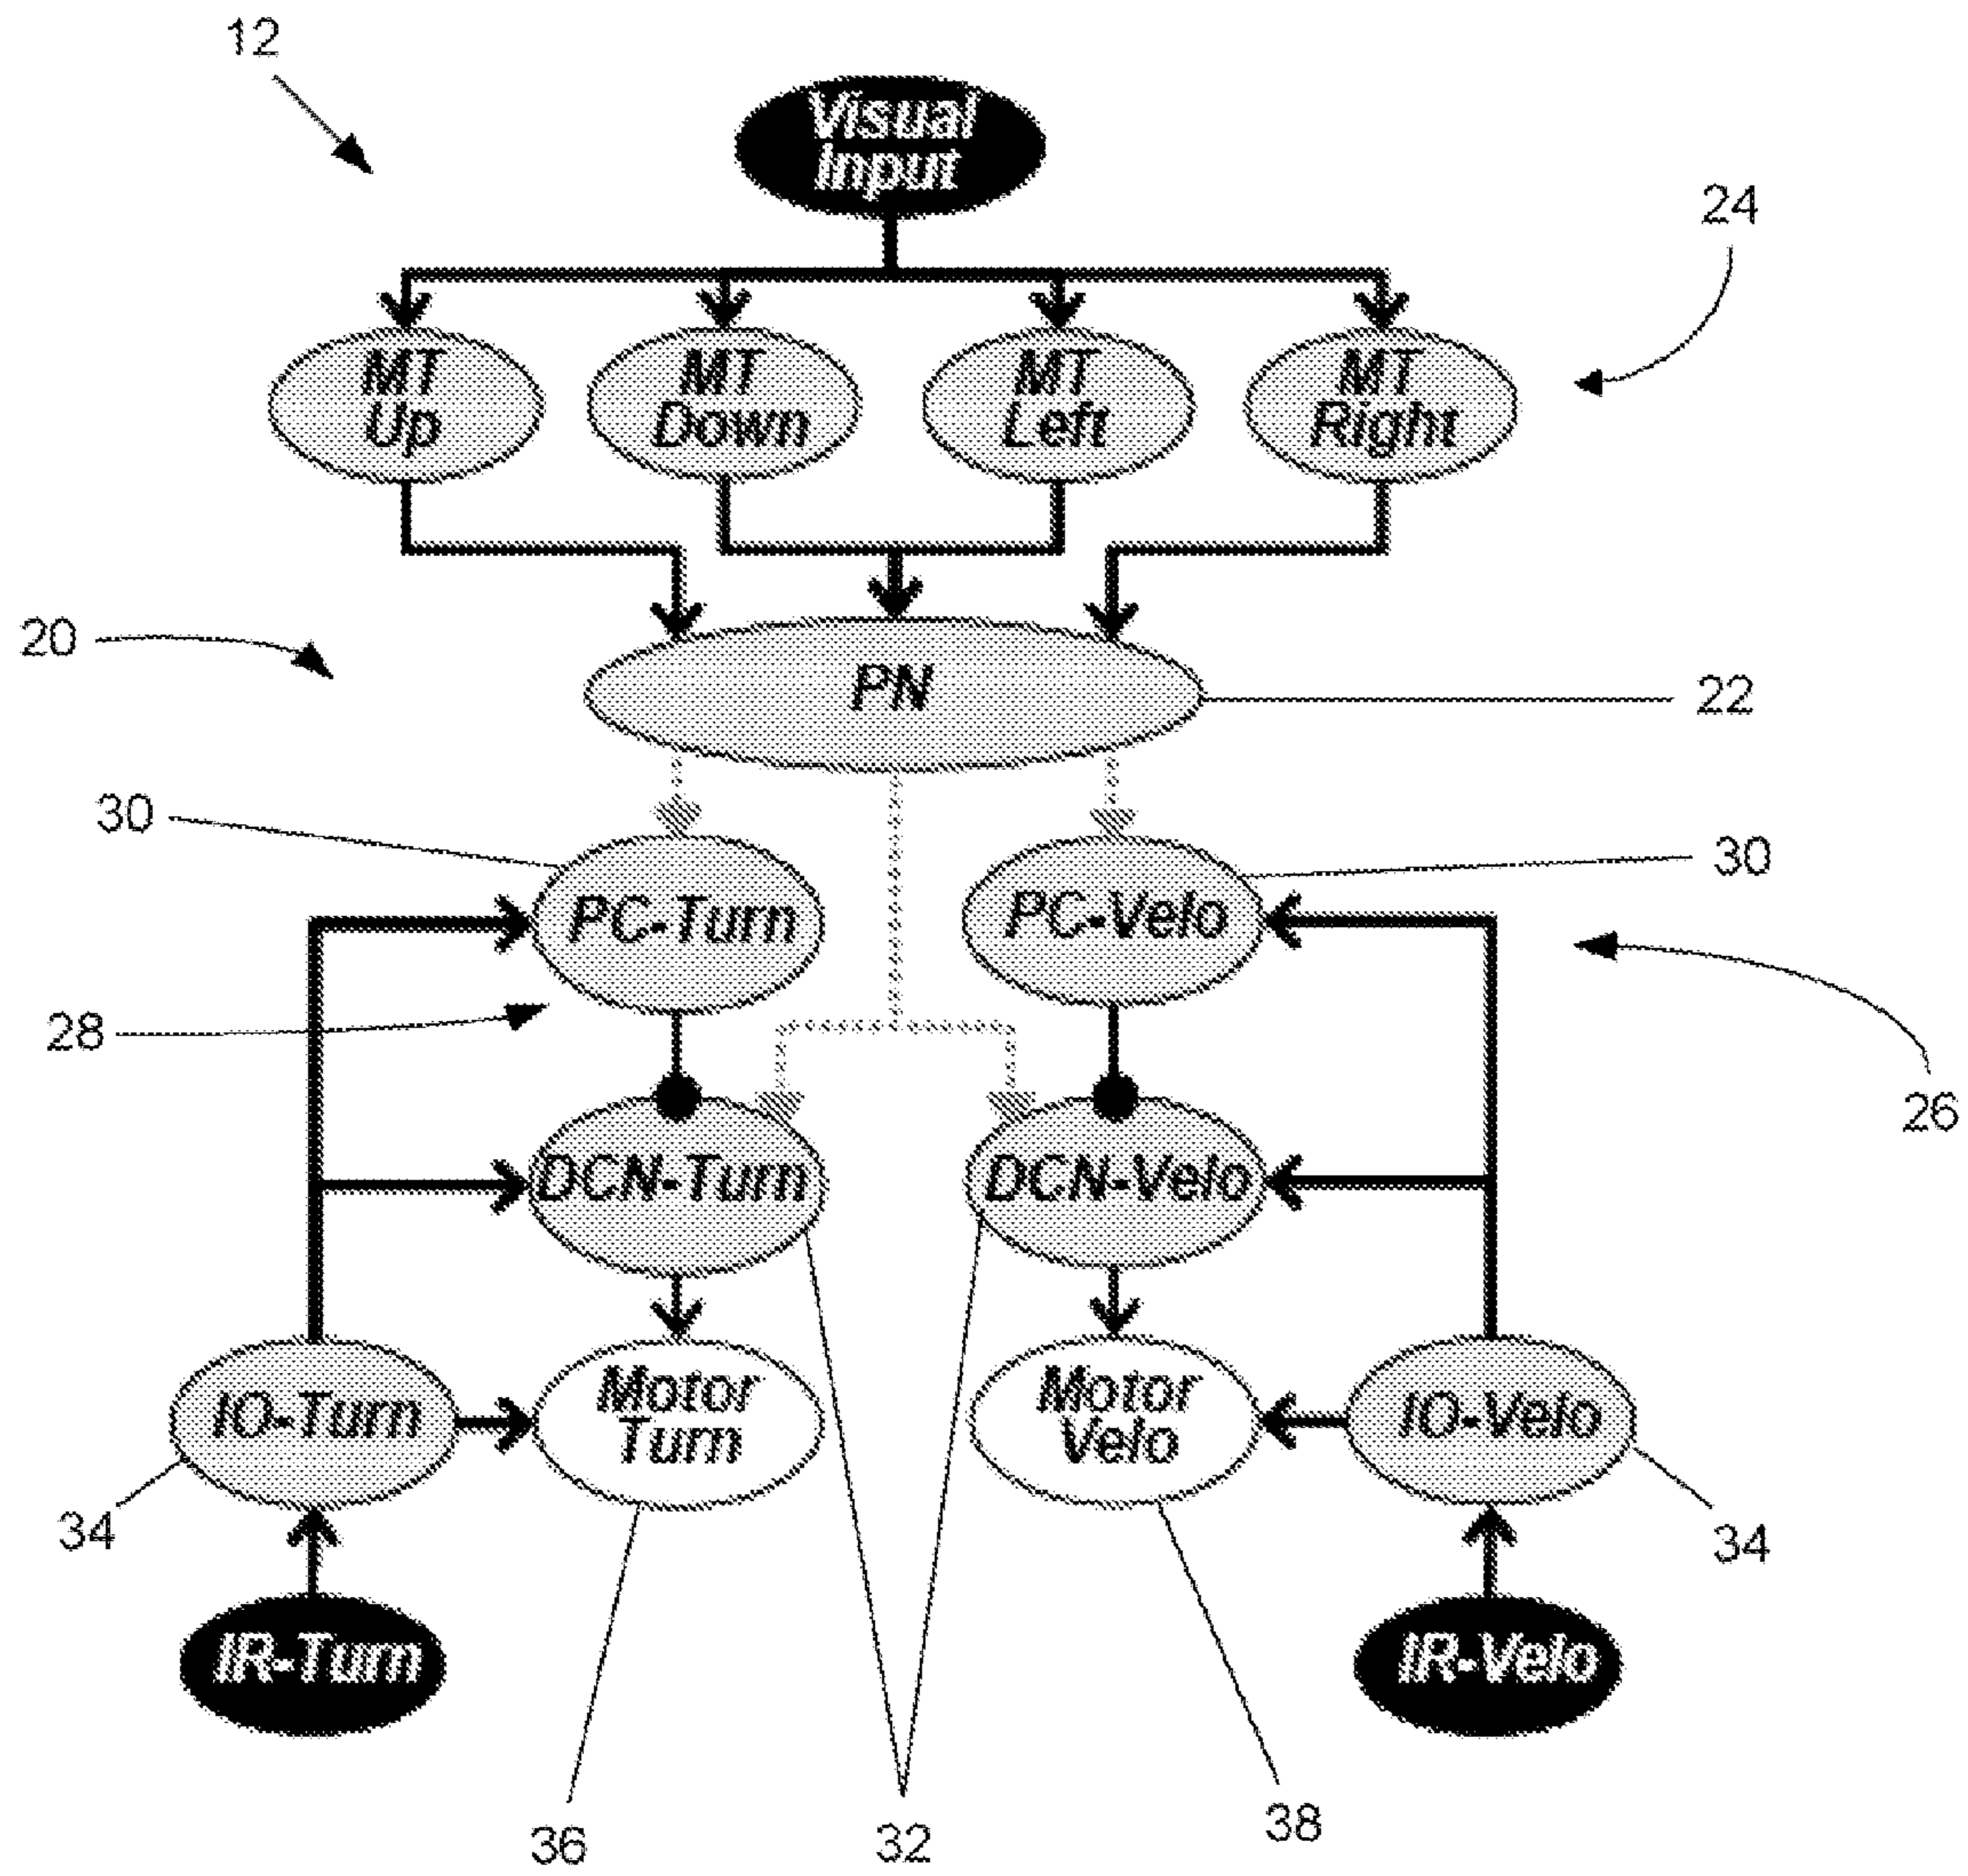 12
Visual
Input
24
MT
Up
MT
Down
MT
Left
MT
Right
20
PN
22
30
30
PC-Turn
PC-Velo
28
26
DCN-Turn
DCN-Velo
Motor
Turn
Motor
Velo
IO-Turn
IO-Velo
34
34
IR-Turn
IR-Velo
36
32
38